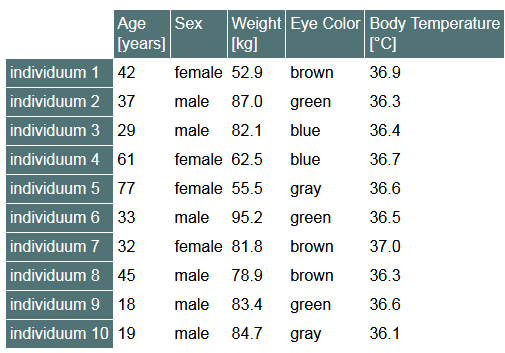 Age Sex Weight Eye Color Body Temperature
[years] [kg] [°C]
individuum 1 42 female 52.9 brown 36.9
individuum 2 37 male 87.0 green 36.3
individuum 3 29 male 82.1 blue 36.4
individuum 4 61 female 62.5 blue 36.7
individuum 5 77 female 55.5 gray 36.6
individuum 6 33 male 95.2 green 36.5
individuum 7 32 female 81.8 brown 37.0
individuum 8 45 male 78.9 brown 36.3
individuum 9 18 male 83.4 green 36.6
individuum 10 19 male 84.7 gray 36.1